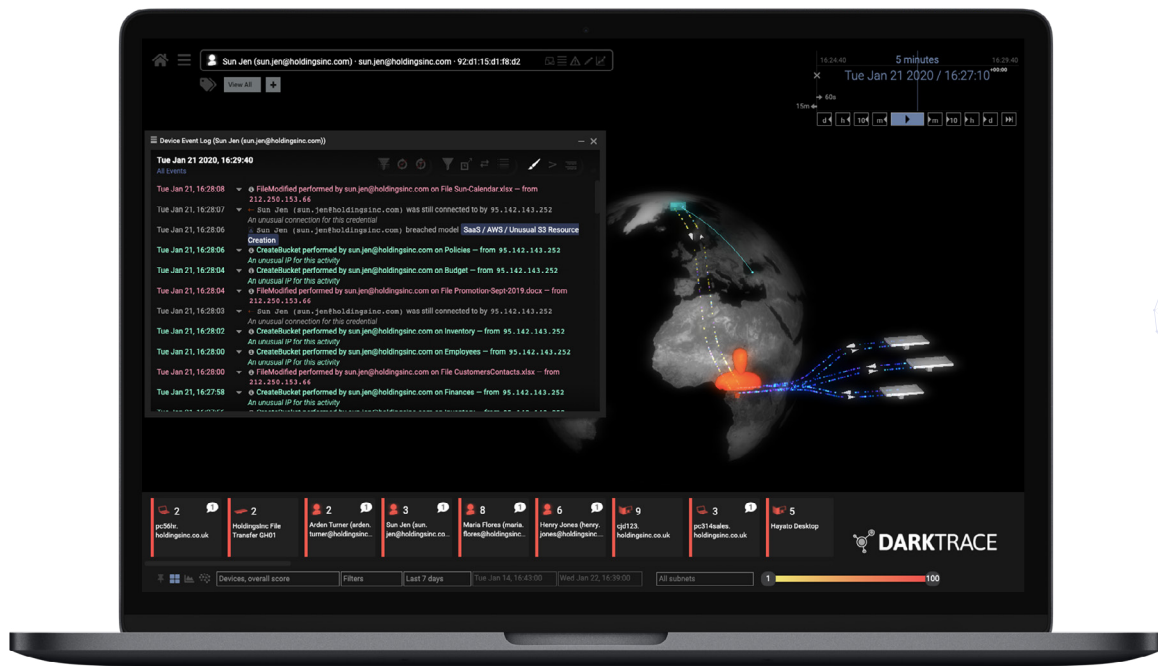 Sun Jen (sun.jen@holdingsinc.com) · sun.jen@holdingsinc.com · 92:d1:15:d1:f8:d2
View All +
16:24:40 5 minutes 16:29:40
Tue Jan 21 2020 / 16:27:10 +00:00
60s
15m
d h 10 m m 10 h d
Device Event Log (Sun Jen (sun.jen@holdingsinc.com))
Tue Jan 21 2020, 16:29:40
All Events
Tue Jan 21, 16:28:08 FileModified performed by sun.jen@holdingsinc.com on File Sun-Calendar.xlsx — from
212.250.153.66
Tue Jan 21, 16:28:07 Sun Jen (sun.jen@holdingsinc.com) was still connected to by 95.142.143.252
An unusual connection for this credential
Tue Jan 21, 16:28:06 Sun Jen (sun.jen@holdingsinc.com) breached model SaaS / AWS / Unusual S3 Resource
Creation
Tue Jan 21, 16:28:06 CreateBucket performed by sun.jen@holdingsinc.com on Policies — from 95.142.143.252
An unusual IP for this activity
Tue Jan 21, 16:28:04 CreateBucket performed by sun.jen@holdingsinc.com on Budget — from 95.142.143.252
An unusual IP for this activity
Tue Jan 21, 16:28:04 FileModified performed by sun.jen@holdingsinc.com on File Promotion-Sept-2019.docx — from
212.250.153.66
Tue Jan 21, 16:28:03 Sun Jen (sun.jen@holdingsinc.com) was still connected to by 95.142.143.252
An unusual connection for this credential
Tue Jan 21, 16:28:02 CreateBucket performed by sun.jen@holdingsinc.com on Inventory — from 95.142.143.252
An unusual IP for this activity
Tue Jan 21, 16:28:00 CreateBucket performed by sun.jen@holdingsinc.com on Employees — from 95.142.143.252
An unusual IP for this activity
Tue Jan 21, 16:28:00 FileModified performed by sun.jen@holdingsinc.com on File CustomersContacts.xlsx — from
212.250.153.66
Tue Jan 21, 16:27:58 CreateBucket performed by sun.jen@holdingsinc.com on Finances — from 95.142.143.252
An unusual IP for this activity
2 1 2 2 1 3 1 8 1 6 1 9 3 1 5
pc56hr. HoldingsInc File Arden Turner (arden. Sun Jen (sun. Maria Flores (maria. Henry Jones (henry. cjd123. pc314sales. Hayato Desktop
holdingsinc.co.uk Transfer GH01 turner@holdingsinc... jen@holdingsinc.co... flores@holdingsinc... jones@holdingsinc... holdingsinc.co.uk holdingsinc.co.uk
DARKTRACE
Devices, overall score Filters Last 7 days Tue Jan 14, 16:43:00 Wed Jan 22, 16:39:00 All subnets 1 100